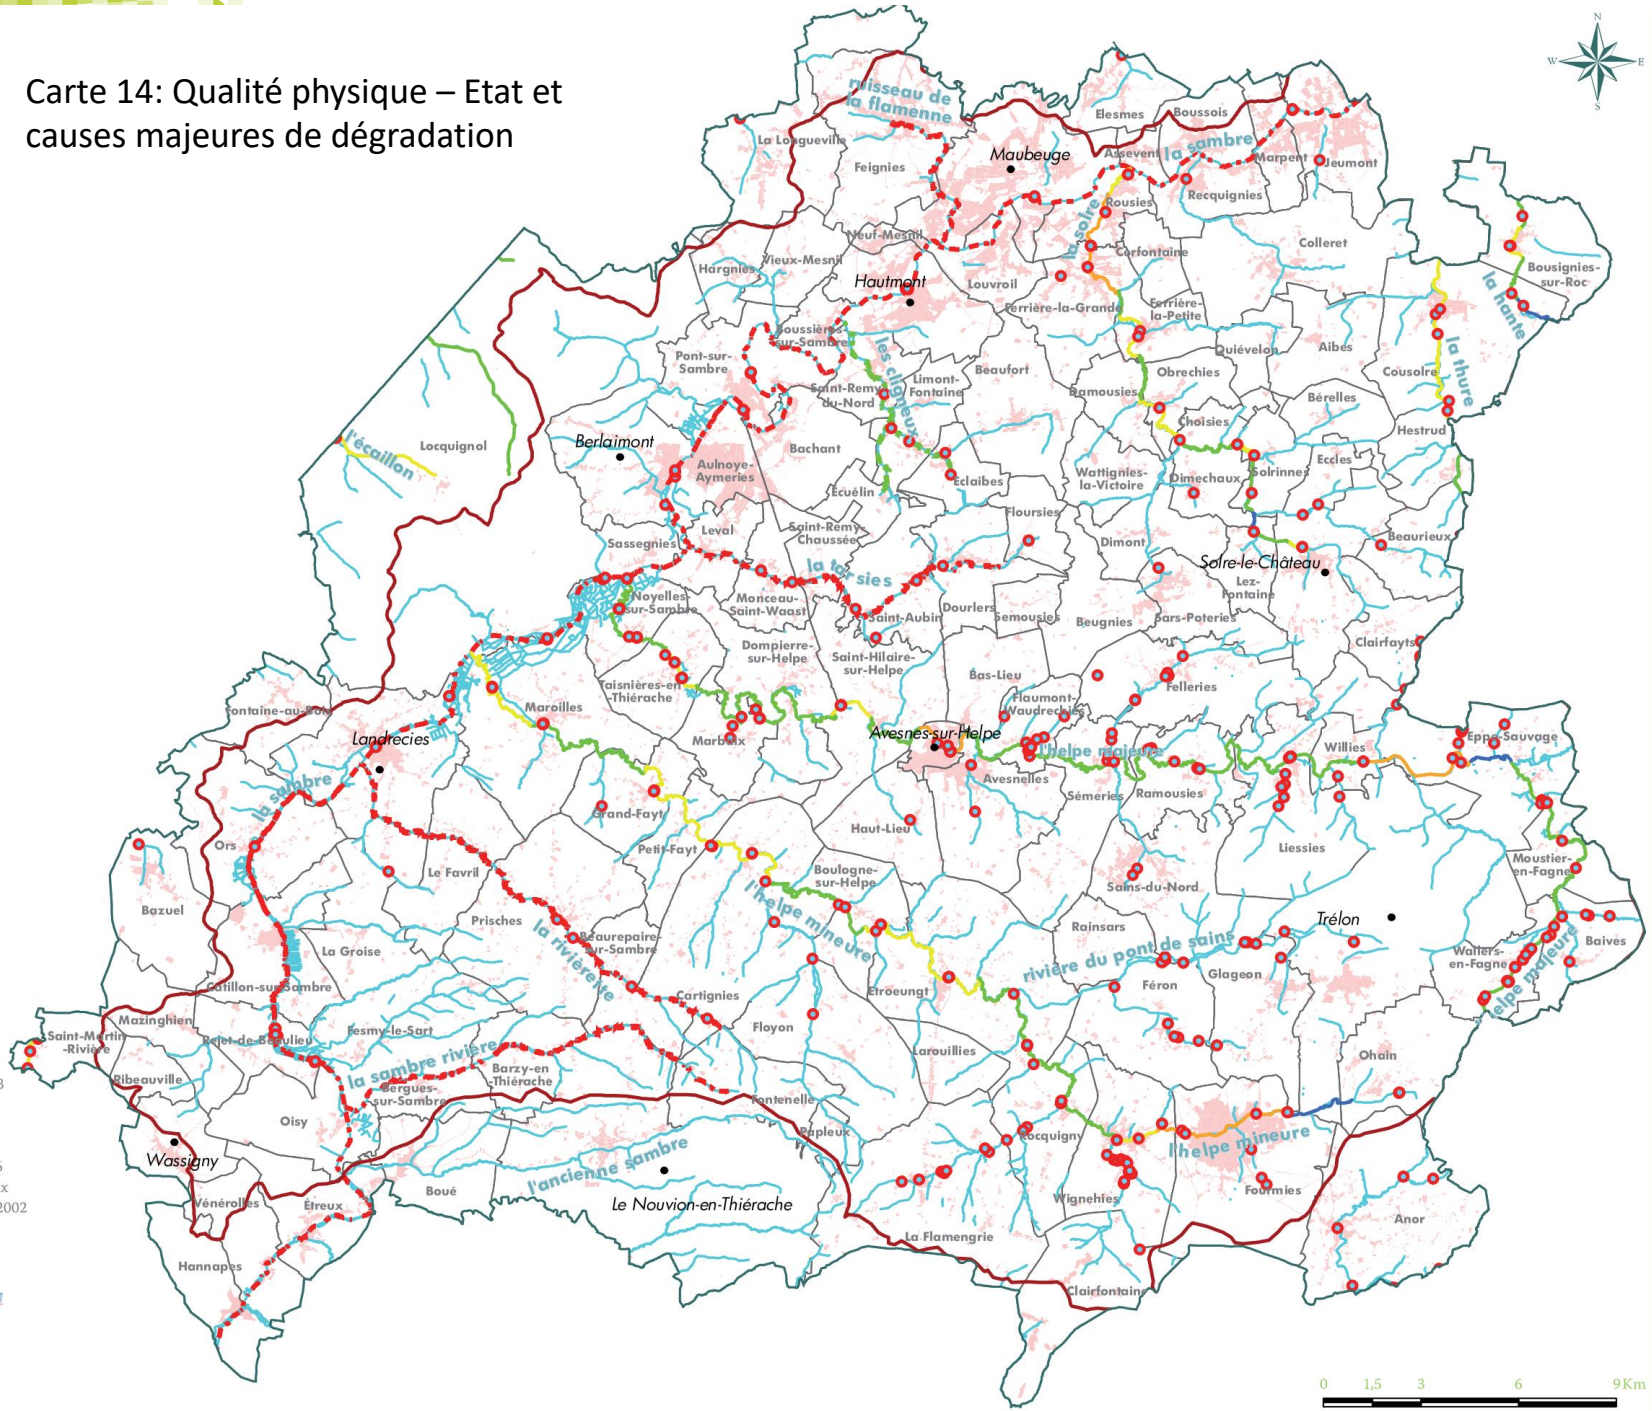 Carte 14: Qualité physique – Etat et
causes majeures de dégradation
N
W
E
S
ruisseau de
la flamenne
La Longueville
Feignies
Maubeuge
Elesmes
Boussois
Assevent
la sambre
Marpent
Jeumont
Recquignies
Rousies
la solre
Neuf-Mesnil
Vieux-Mesnil
Hargnies
Hautmont
Louvroil
Cerfontaine
Colleret
Bousignies-
sur-Roc
la hante
Ferrière-la-Grande
Ferrière-
la-Petite
Boussières-
sur-Sambre
Pont-sur-
Sambre
les cligneux
Saint-Remy-
du-Nord
Limont-
Fontaine
Beaufort
Quiévelon
Aibes
Obrechies
Damousies
Cousolre
la thure
Bérelles
Choisies
Hestrud
l'écaillon
Locquignol
Berlaimont
Aulnoye-
Aymeries
Bachant
Ecuélin
Eclaibes
Wattignies-
la-Victoire
Dimechaux
Solrinnes
Eccles
Leval
Saint-Remy-
Chaussée
Floursies
Dimont
Beaurieux
Sassegnies
la tarsies
Solre-le-Château
Lez-
Fontaine
Noyelles-
sur-Sambre
Monceau-
Saint-Waast
Saint-Aubin
Dourlers
Semousies
Beugnies
Sars-Poteries
Clairfayts
Dompierre-
sur-Helpe
Saint-Hilaire-
sur-Helpe
Bas-Lieu
Felleries
Taisnières-en-
Thiérache
Flaumont-
Waudrechies
Fontaine-au-Bois
Maroilles
Landrecies
Marbaix
Avesnes-sur-Helpe
l'helpe majeure
Willies
Eppe-Sauvage
Avesnelles
Sémeries
Ramousies
la sambre
Grand-Fayt
Haut-Lieu
Liessies
Ors
Petit-Fayt
Moustier-
en-Fagne
Le Favril
Boulogne-
sur-Helpe
Sains-du-Nord
Bazuel
Prisches
l'helpe mineure
Trélon
Rainsars
la rivièrette
Beaurepaire-
sur-Sambre
Wallers-
en-Fagne
Baives
La Groise
rivière du pont de sains
Glageon
Féron
helpe majeure
Catillon-sur-Sambre
Etroeungt
Cartignies
Floyon
Mazinghien
Saint-Martin
-Rivière
Rejet-de-Beaulieu
Fesmy-le-Sart
Larouillies
Ohain
la sambre rivière
Barzy-en
-Thiérache
Ribeauville
Bergues-
sur-Sambre
Fontenelle
Oisy
Papleux
Rocquigny
l'helpe mineure
Wassigny
l'ancienne sambre
Boué
Le Nouvion-en-Thiérache
Vénérolles
Étreux
Wignehies
Fourmies
Anor
La Flamengrie
Hannapes
Clairfontaine
x
2002
0 1,5 3 6 9Km